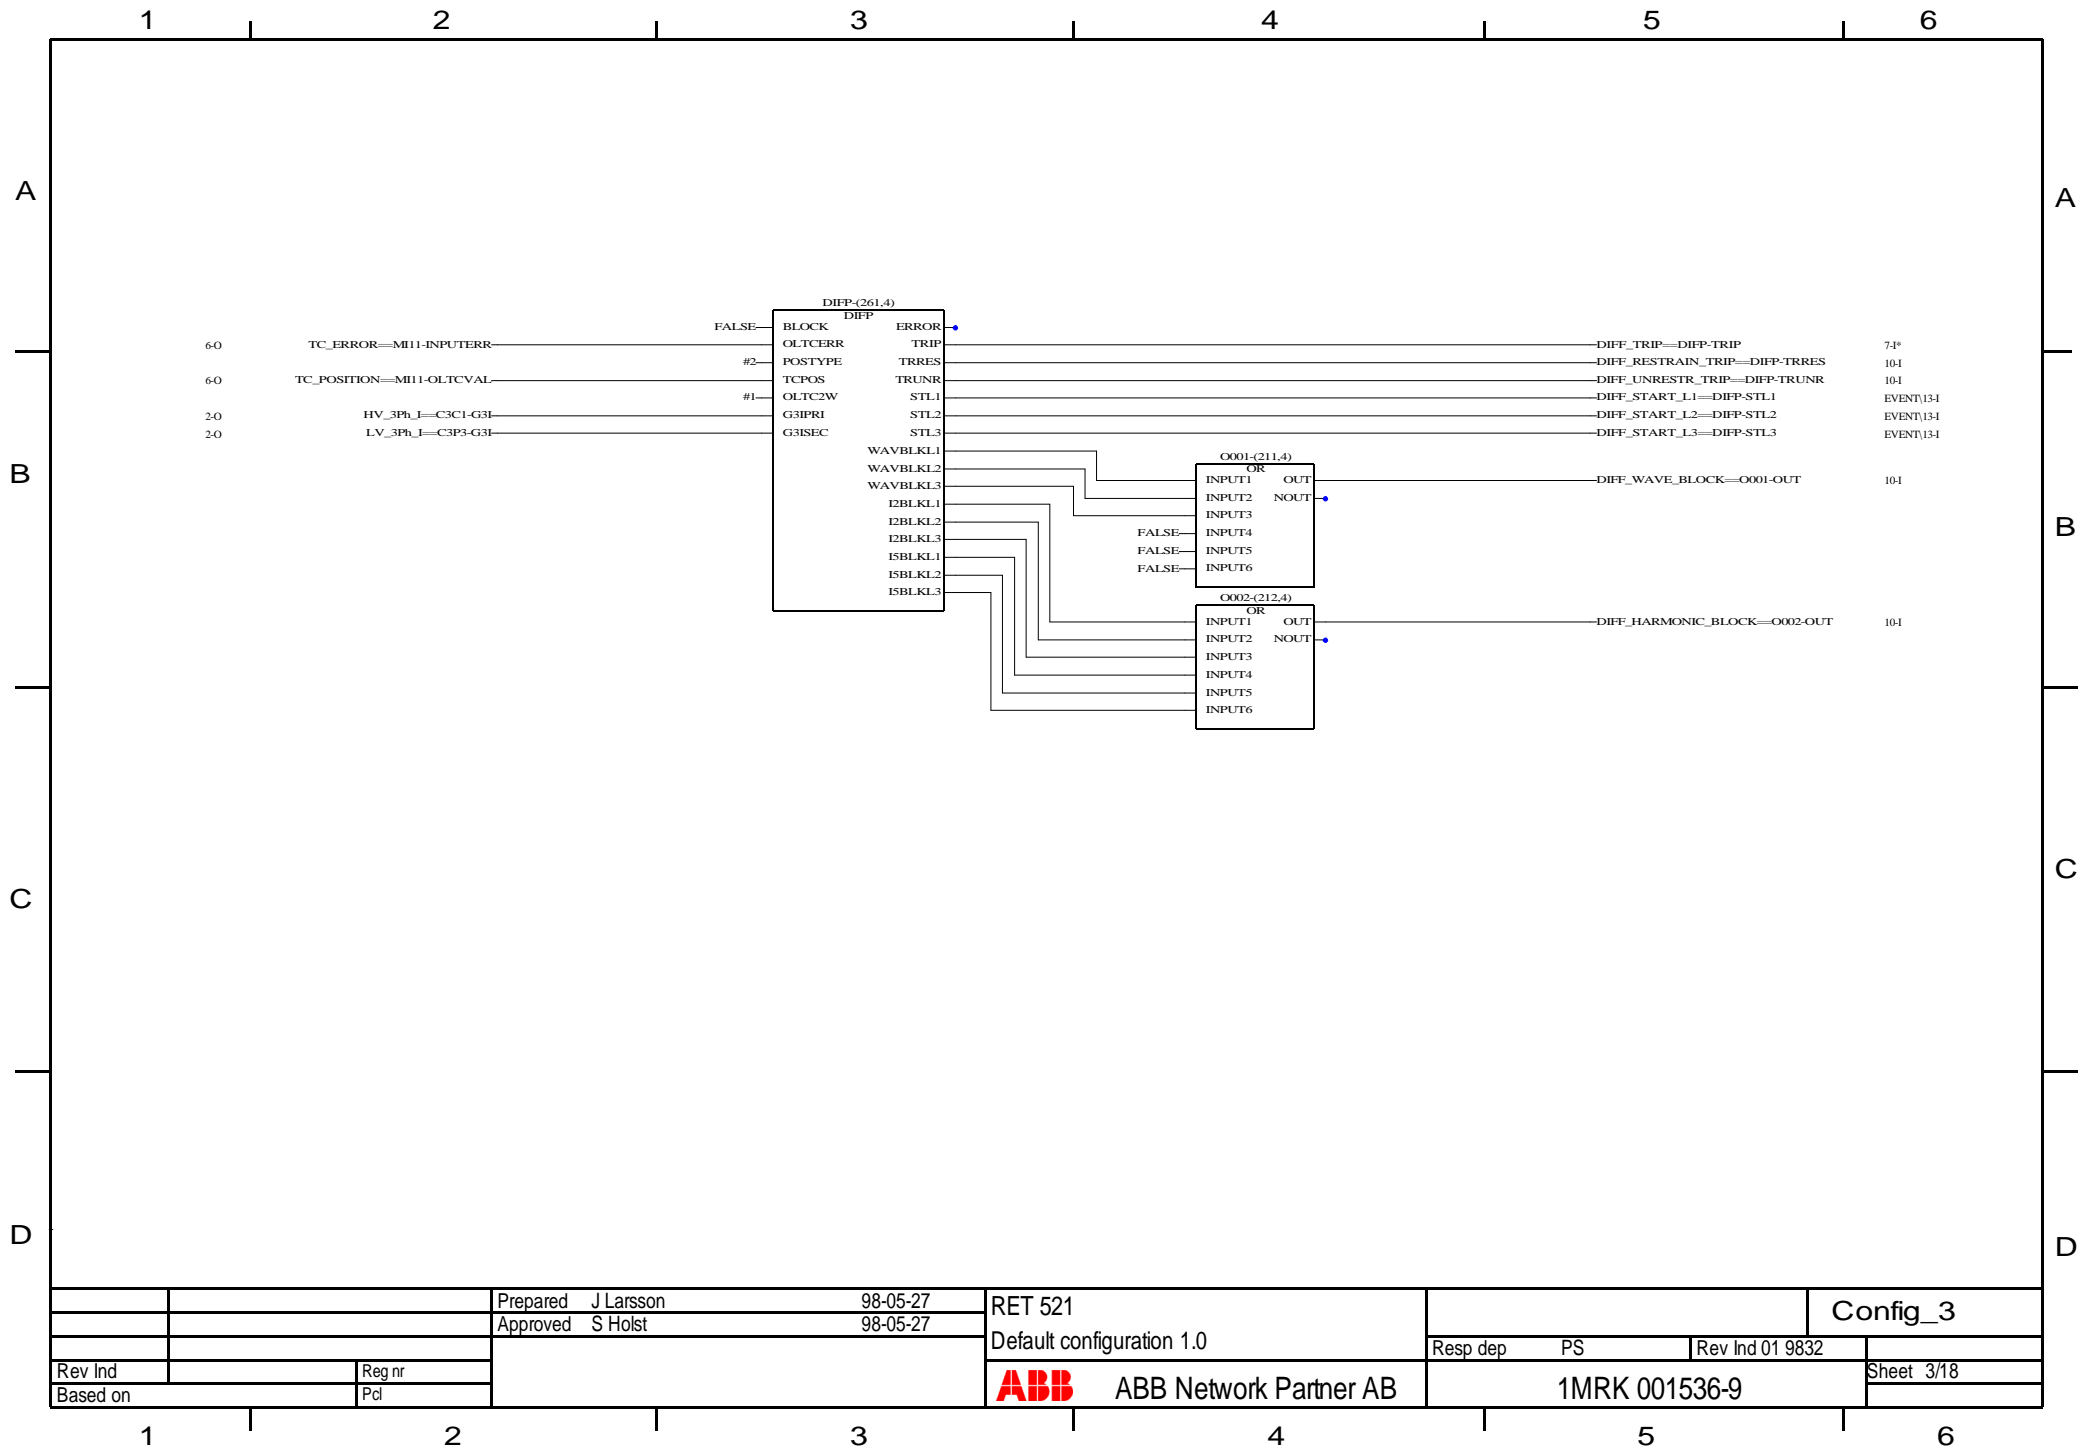 1 2 3 4 5 6
A A
DIFP-(261,4)
DIFP
FALSE BLOCK ERROR
6-O TC_ERROR==MI11-INPUTERR OLTCERR TRIP DIFF_TRIP==DIFP-TRIP 7-I*
#2 POSTYPE TRRES DIFF_RESTRAIN_TRIP==DIFP-TRRES 10-I
6-O TC_POSITION==MI11-OLTCVAL TCPOS TRUNR DIFF_UNRESTR_TRIP==DIFP-TRUNR 10-I
#1 OLTC2W STL1 DIFF_START_L1==DIFP-STL1 EVENT\13-I
2-O HV_3Ph_I==C3C1-G3I G3IPRI STL2 DIFF_START_L2==DIFP-STL2 EVENT\13-I
2-O LV_3Ph_I==C3P3-G3I G3ISEC STL3 DIFF_START_L3==DIFP-STL3 EVENT\13-I
WAVBLKL1
WAVBLKL2
WAVBLKL3
I2BLKL1
I2BLKL2
I2BLKL3
I5BLKL1
I5BLKL2
I5BLKL3
O001-(211,4)
OR
INPUT1 OUT DIFF_WAVE_BLOCK==O001-OUT 10-I
INPUT2 NOUT
INPUT3
FALSE INPUT4
FALSE INPUT5
FALSE INPUT6
B B
O002-(212,4)
OR
INPUT1 OUT DIFF_HARMONIC_BLOCK==O002-OUT 10-I
INPUT2 NOUT
INPUT3
INPUT4
INPUT5
INPUT6
C C
D D
Prepared J Larsson 98-05-27
Approved S Holst 98-05-27
Rev Ind Reg nr
Based on Pcl
RET 521
Default configuration 1.0
ABB ABB Network Partner AB
Config_3
Resp dep PS Rev Ind 01 9832
1MRK 001536-9 Sheet 3/18
1 2 3 4 5 6